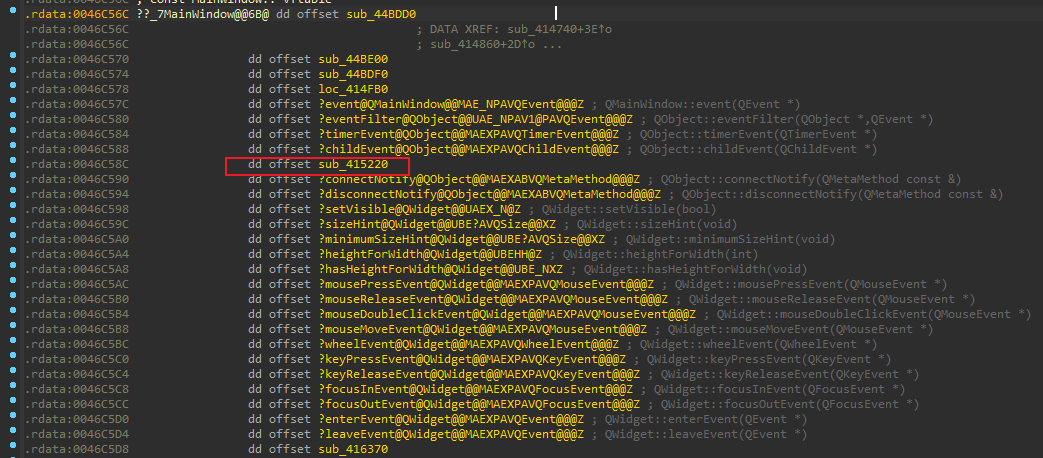 ; const MainWindow::`vftable'
.rdata:0046C56C ??_7MainWindow@@6B@ dd offset sub_44BDD0
.rdata:0046C56C ; DATA XREF: sub_414740+3E↑o
.rdata:0046C56C ; sub_414860+2D↑o ...
.rdata:0046C570 dd offset sub_44BE00
.rdata:0046C574 dd offset sub_44BDF0
.rdata:0046C578 dd offset loc_414FB0
.rdata:0046C57C dd offset ?event@QMainWindow@@MAE_NPAVQEvent@@@Z ; QMainWindow::event(QEvent *)
.rdata:0046C580 dd offset ?eventFilter@QObject@@UAE_NPAV1@PAVQEvent@@@Z ; QObject::eventFilter(QObject *,QEvent *)
.rdata:0046C584 dd offset ?timerEvent@QObject@@MAEXPAVQTimerEvent@@@Z ; QObject::timerEvent(QTimerEvent *)
.rdata:0046C588 dd offset ?childEvent@QObject@@MAEXPAVQChildEvent@@@Z ; QObject::childEvent(QChildEvent *)
.rdata:0046C58C dd offset sub_415220
.rdata:0046C590 dd offset ?connectNotify@QObject@@MAEXABVQMetaMethod@@@Z ; QObject::connectNotify(QMetaMethod const &)
.rdata:0046C594 dd offset ?disconnectNotify@QObject@@MAEXABVQMetaMethod@@@Z ; QObject::disconnectNotify(QMetaMethod const &)
.rdata:0046C598 dd offset ?setVisible@QWidget@@UAEX_N@Z ; QWidget::setVisible(bool)
.rdata:0046C59C dd offset ?sizeHint@QWidget@@UBE?AVQSize@@XZ ; QWidget::sizeHint(void)
.rdata:0046C5A0 dd offset ?minimumSizeHint@QWidget@@UBE?AVQSize@@XZ ; QWidget::minimumSizeHint(void)
.rdata:0046C5A4 dd offset ?heightForWidth@QWidget@@UBEHH@Z ; QWidget::heightForWidth(int)
.rdata:0046C5A8 dd offset ?hasHeightForWidth@QWidget@@UBE_NXZ ; QWidget::hasHeightForWidth(void)
.rdata:0046C5AC dd offset ?mousePressEvent@QWidget@@MAEXPAVQMouseEvent@@@Z ; QWidget::mousePressEvent(QMouseEvent *)
.rdata:0046C5B0 dd offset ?mouseReleaseEvent@QWidget@@MAEXPAVQMouseEvent@@@Z ; QWidget::mouseReleaseEvent(QMouseEvent *)
.rdata:0046C5B4 dd offset ?mouseDoubleClickEvent@QWidget@@MAEXPAVQMouseEvent@@@Z ; QWidget::mouseDoubleClickEvent(QMouseEvent *)
.rdata:0046C5B8 dd offset ?mouseMoveEvent@QWidget@@MAEXPAVQMouseEvent@@@Z ; QWidget::mouseMoveEvent(QMouseEvent *)
.rdata:0046C5BC dd offset ?wheelEvent@QWidget@@MAEXPAVQWheelEvent@@@Z ; QWidget::wheelEvent(QWheelEvent *)
.rdata:0046C5C0 dd offset ?keyPressEvent@QWidget@@MAEXPAVQKeyEvent@@@Z ; QWidget::keyPressEvent(QKeyEvent *)
.rdata:0046C5C4 dd offset ?keyReleaseEvent@QWidget@@MAEXPAVQKeyEvent@@@Z ; QWidget::keyReleaseEvent(QKeyEvent *)
.rdata:0046C5C8 dd offset ?focusInEvent@QWidget@@MAEXPAVQFocusEvent@@@Z ; QWidget::focusInEvent(QFocusEvent *)
.rdata:0046C5CC dd offset ?focusOutEvent@QWidget@@MAEXPAVQFocusEvent@@@Z ; QWidget::focusOutEvent(QFocusEvent *)
.rdata:0046C5D0 dd offset ?enterEvent@QWidget@@MAEXPAVQEvent@@@Z ; QWidget::enterEvent(QEvent *)
.rdata:0046C5D4 dd offset ?leaveEvent@QWidget@@MAEXPAVQEvent@@@Z ; QWidget::leaveEvent(QEvent *)
.rdata:0046C5D8 dd offset sub_416370